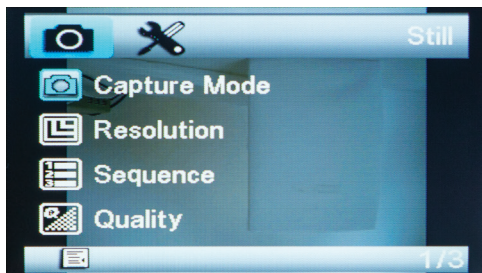 Still
Capture Mode
Resolution
Sequence
Quality
1/3